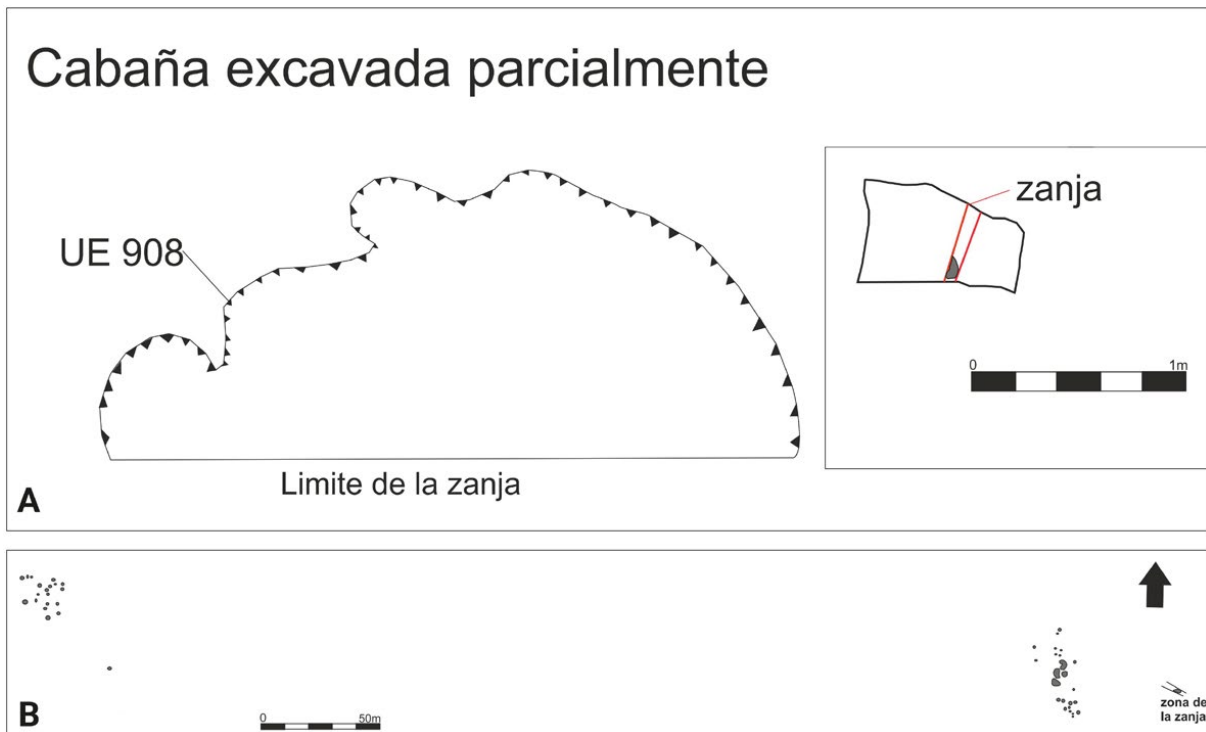 Cabaña excavada parcialmente
zanja
UE 908
0 1m
Limite de la zanja
A
0 50m
zona de
la zanja
B